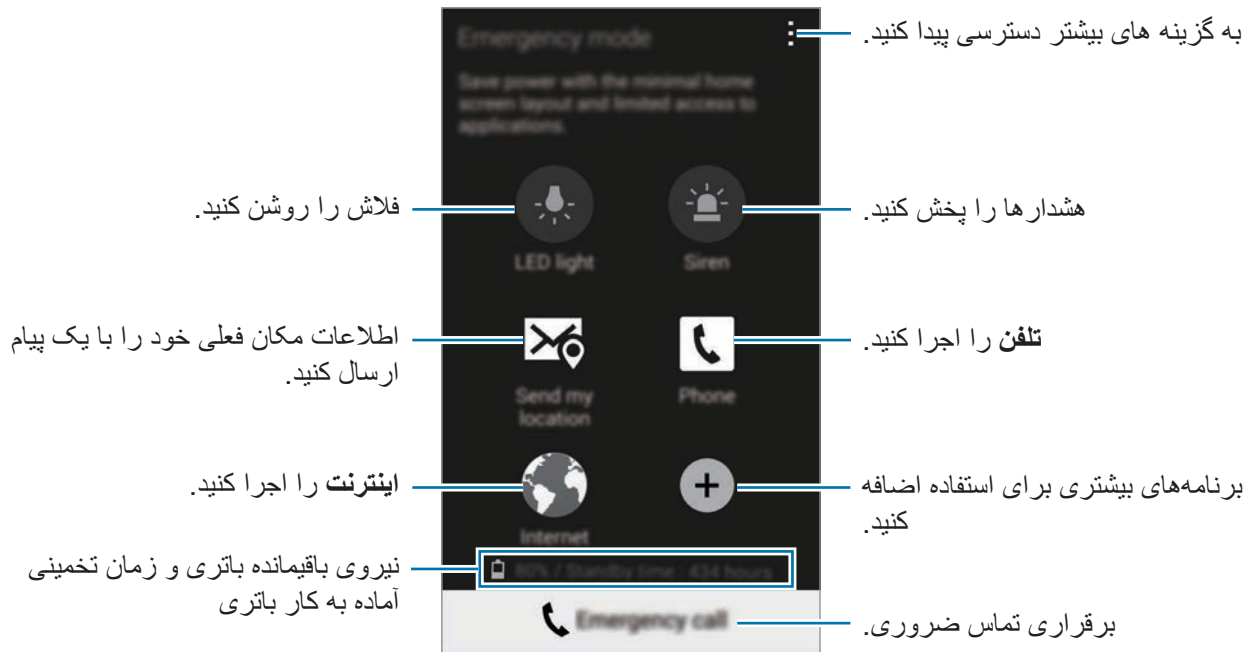 Emergency mode
به گزینه های بیشتر دسترسی پیدا کنید.
Save power with the minimal home
screen layout and limited access to
applications.
هشدارها را پخش کنید.
فلاش را روشن کنید.
LED light
Siren
تلفن را اجرا کنید.
اطلاعات مکان فعلی خود را با یک پیام
ارسال کنید.
Send my
location
Phone
برنامه‌های بیشتری برای استفاده اضافه
کنید.
اینترنت را اجرا کنید.
Internet
نیروی باقیمانده باتری و زمان تخمینی
آماده به کار باتری
80% / Standby time : 434 hours
Emergency call
برقراری تماس ضروری.